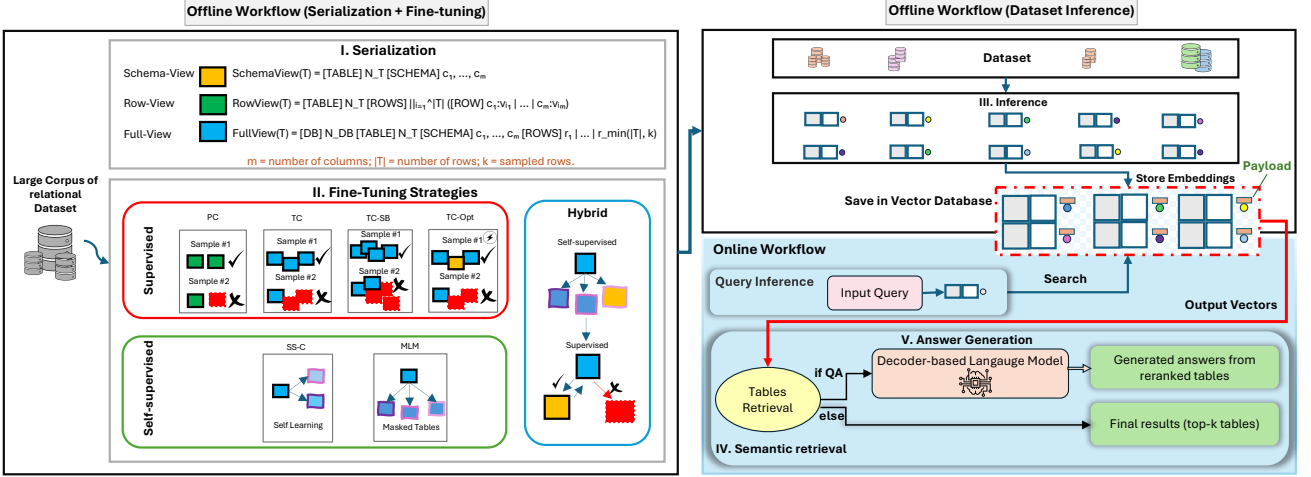 Offline Workflow (Serialization + Fine-tuning)
I. Serialization
Schema-View
SchemaView(T) = [TABLE] N_T [SCHEMA] c₁, ..., cₘ
Row-View
RowView(T) = [TABLE] N_T [ROWS] ||ᵢ₌₁^|T| ([ROW] c₁:vᵢ₁ | ... | cₘ:vᵢₘ)
Full-View
FullView(T) = [DB] N_DB [TABLE] N_T [SCHEMA] c₁, ..., cₘ [ROWS] r₁ | ... | r_min(|T|, k)
m = number of columns; |T| = number of rows; k = sampled rows.
Large Corpus of
relational
Dataset
II. Fine-Tuning Strategies
Supervised
PC
TC
TC-SB
TC-Opt
Sample #1
Sample #1
Sample #1
Sample #1
Sample #2
Sample #2
Sample #2
Sample #2
Self-supervised
SS-C
MLM
Self Learning
Masked Tables
Hybrid
Self-supervised
Supervised
Offline Workflow (Dataset Inference)
Dataset
III. Inference
Store Embeddings
Payload
Save in Vector Database
Online Workflow
Query Inference
Input Query
Search
Output Vectors
V. Answer Generation
Tables
Retrieval
if QA
else
Decoder-based Langauge Model
Generated answers from
reranked tables
Final results (top-k tables)
IV. Semantic retrieval